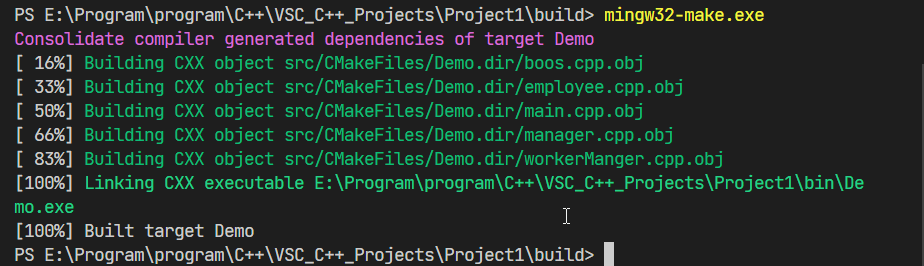 PS E:\Program\program\C++\VSC_C++_Projects\Project1\build> mingw32-make.exe
Consolidate compiler generated dependencies of target Demo
[ 16%] Building CXX object src/CMakeFiles/Demo.dir/boos.cpp.obj
[ 33%] Building CXX object src/CMakeFiles/Demo.dir/employee.cpp.obj
[ 50%] Building CXX object src/CMakeFiles/Demo.dir/main.cpp.obj
[ 66%] Building CXX object src/CMakeFiles/Demo.dir/manager.cpp.obj
[ 83%] Building CXX object src/CMakeFiles/Demo.dir/workerManger.cpp.obj
[100%] Linking CXX executable E:\Program\program\C++\VSC_C++_Projects\Project1\bin\De
mo.exe
[100%] Built target Demo
PS E:\Program\program\C++\VSC_C++_Projects\Project1\build>